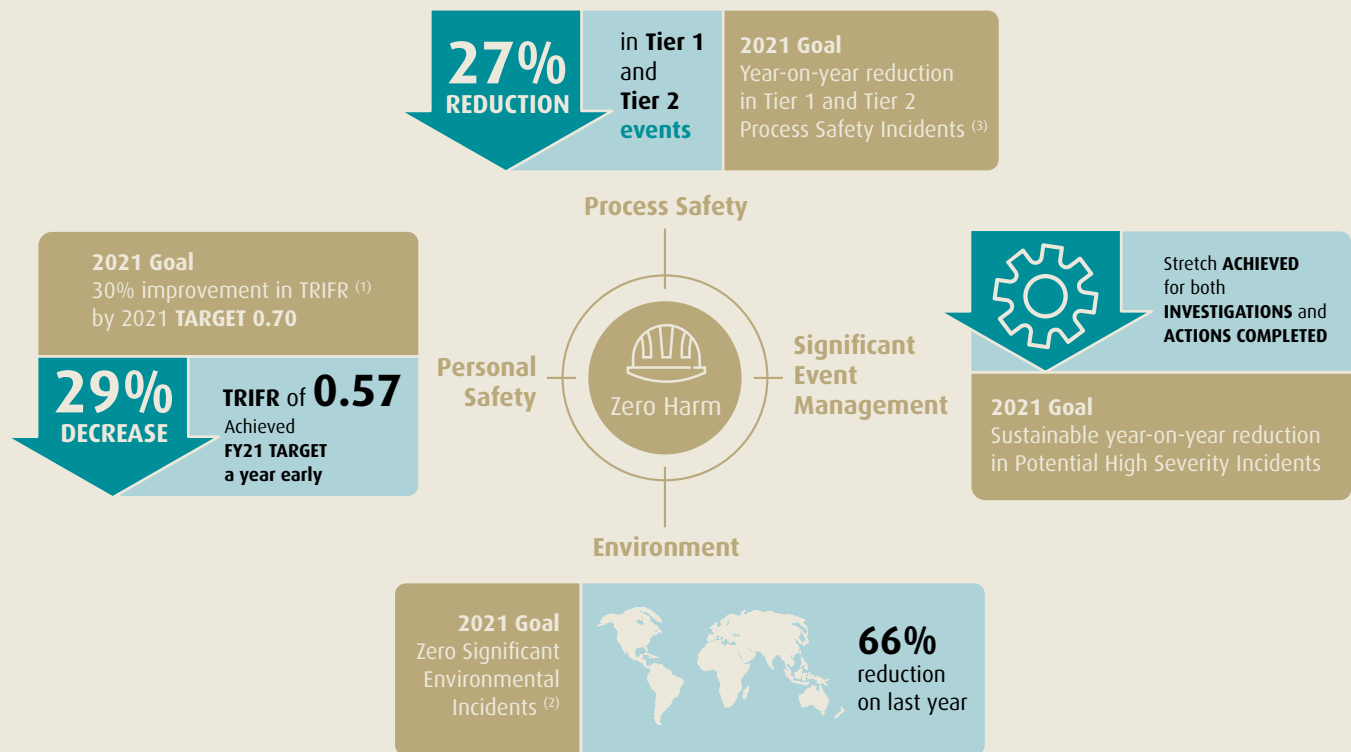 27%
REDUCTION
in Tier 1
and
Tier 2
events
2021 Goal
Year-on-year reduction
in Tier 1 and Tier 2
Process Safety Incidents (3)
Process Safety
2021 Goal
30% improvement in TRIFR (1)
by 2021 TARGET 0.70
29%
DECREASE
TRIFR of 0.57
Achieved
FY21 TARGET
a year early
Personal
Safety
Zero Harm
Significant
Event
Management
Stretch ACHIEVED
for both
INVESTIGATIONS and
ACTIONS COMPLETED
2021 Goal
Sustainable year-on-year reduction
in Potential High Severity Incidents
Environment
2021 Goal
Zero Significant
Environmental
Incidents (2)
66%
reduction
on last year